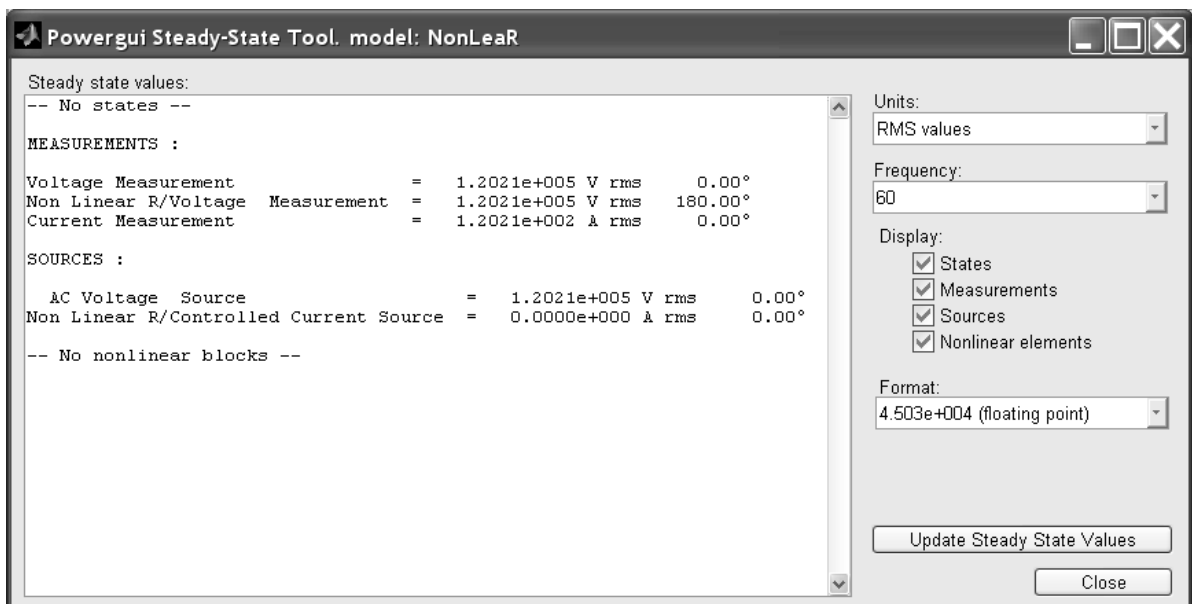 Powergui Steady-State Tool. model: NonLeaR
Steady state values:
-- No states --
MEASUREMENTS :
Voltage Measurement = 1.2021e+005 V rms 0.00°
Non Linear R/Voltage Measurement = 1.2021e+005 V rms 180.00°
Current Measurement = 1.2021e+002 A rms 0.00°
SOURCES :
AC Voltage Source = 1.2021e+005 V rms 0.00°
Non Linear R/Controlled Current Source = 0.0000e+000 A rms 0.00°
-- No nonlinear blocks --
Units:
RMS values
Frequency:
60
Display:
States
Measurements
Sources
Nonlinear elements
Format:
4.503e+004 (floating point)
Update Steady State Values
Close